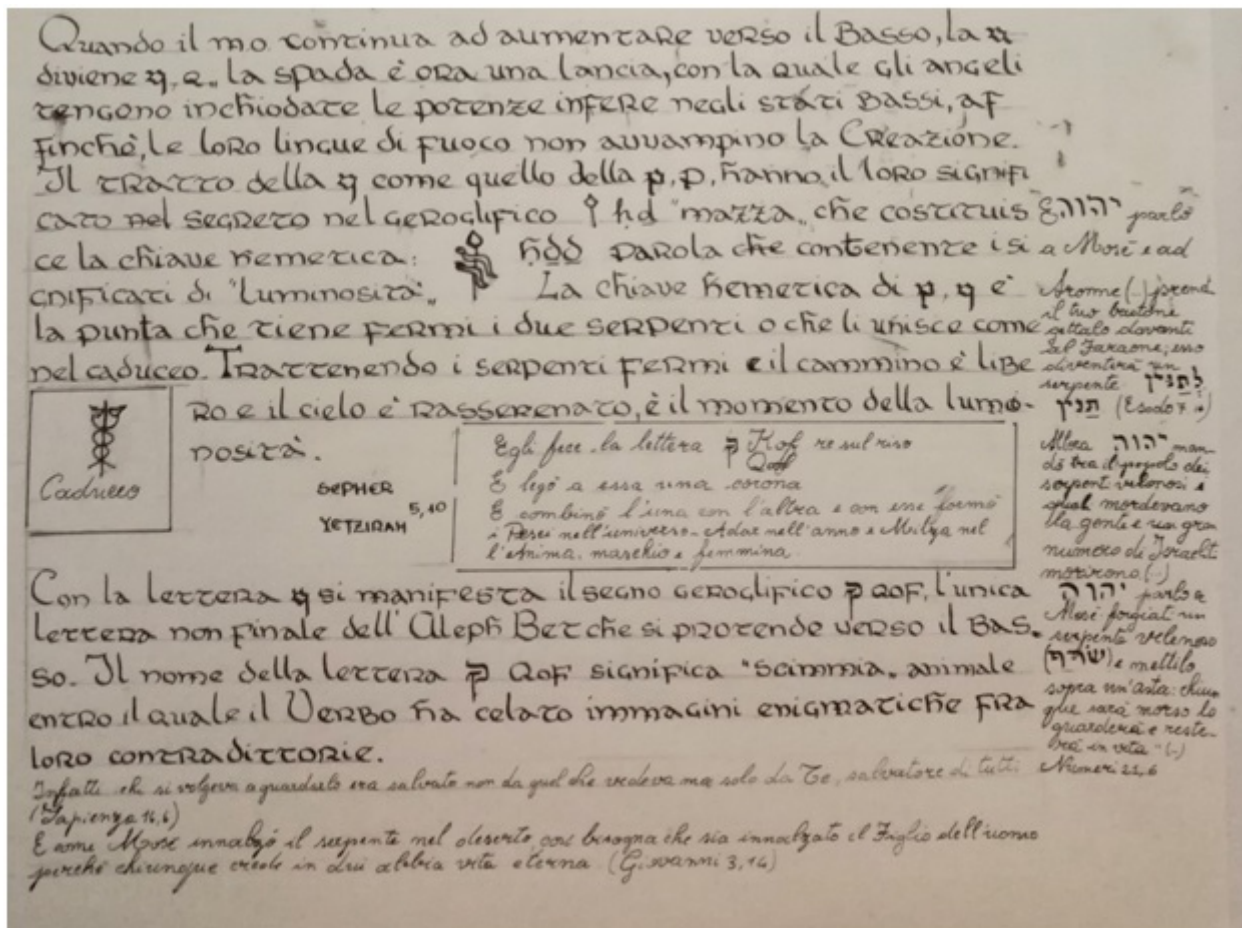 Quando il mo continua ad aumentare verso il Basso, la ꝗ
diviene ꝗ, q„ la spada è ora una lancia, con la quale gli angeli
tengono inchiodate le potenze infere negli stati Bassi, af
finchè, le loro lingue di fuoco non avvampino la Creazione.
Il tratto della ꝗ come quello della p, p, hanno il loro signifi
cato nel segreto nel geroglifico ḥd "mazza„ che costituis
ce la chiave hemetica: ḥḏḏ parola che contenente i si
gnificati di "Luminosità„ La chiave hemetica di p, ꝗ è
la punta che tiene fermi i due serpenti o che li unisce come
nel caduceo. Trattenendo i serpenti fermi e il cammino è libe
ro e il cielo è rasserenato, è il momento della lumo-
nosità.
Caduceo
Sepher
Yetzirah 5,10
Egli fece la lettera ק Kof re sul riso
Qof
E legò a essa una corona
E combinò l'una con l'altra e con esse formò
i Pesci nell'universo - Adar nell'anno e Milza nel
l'Anima, maschio e femmina.
Con la lettera ꝗ si manifesta il segno geroglifico ק Qof, l'unica
lettera non finale dell'Aleph Bet che si protende verso il Bas-
so. Il nome della lettera ק Qof significa "scimmia„ animale
entro il quale il Verbo ha celato immagini enigmatiche fra
loro contradittorie.
Infatti chi si volgeva a guardarlo era salvato non da quel che vedeva ma solo da Te, salvatore di tutti
(Sapienza 16,6)
E come Mosè innalzò il serpente nel deserto, così bisogna che sia innalzato il Figlio dell'uomo
perchè chiunque crede in Lui abbia vita eterna. (Giovanni 3,14)
יהוה parlò
a Mosè e ad
Aronne (..) prendi
il tuo bastone
gettalo davanti
al Faraone; esso
diventerà un
serpente לְתַנִּין
תַנין (Esodo 7
Allora יהוה man-
dò tra il popolo dei
serpenti velenosi i
quali mordevano
la gente e un gran
numero di Israeliti
morirono (..)
יהוה parlo a
Mosè forgiati un
serpente velenoso
(שׂרף) e mettilo
sopra un'asta: chiun
que sarà morso lo
guarderà e reste-
rà in vita" (..)
Numeri 21,6